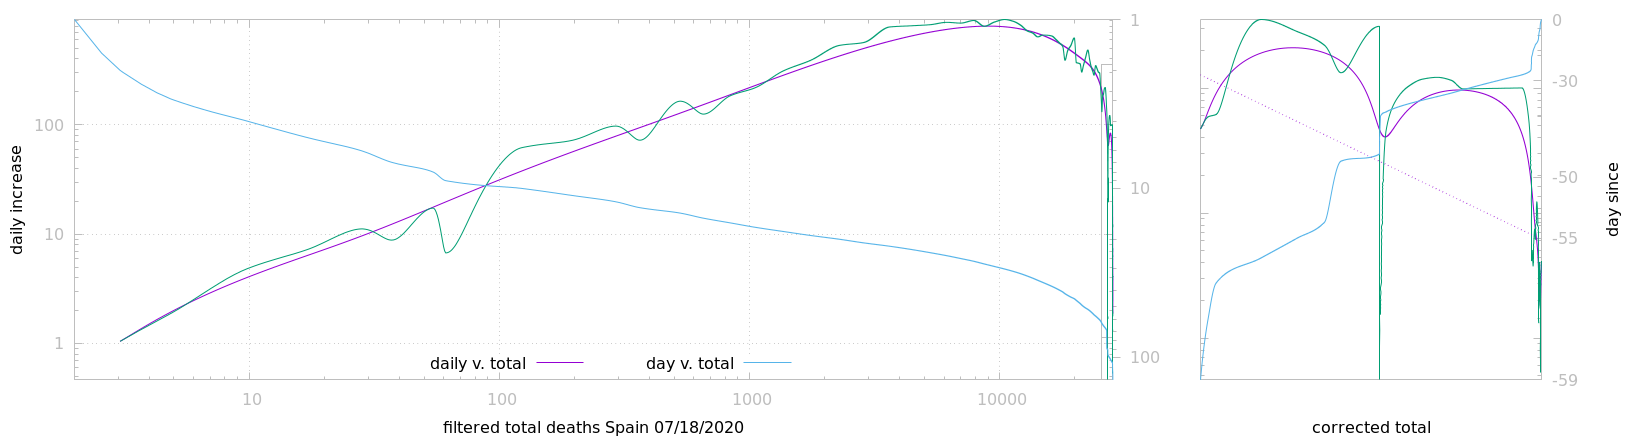 daily increase
100
10
1
10
100
1000
10000
daily v. total
day v. total
filtered total deaths Spain 07/18/2020
1
10
100
0
-30
-50
-55
-59
day since
corrected total